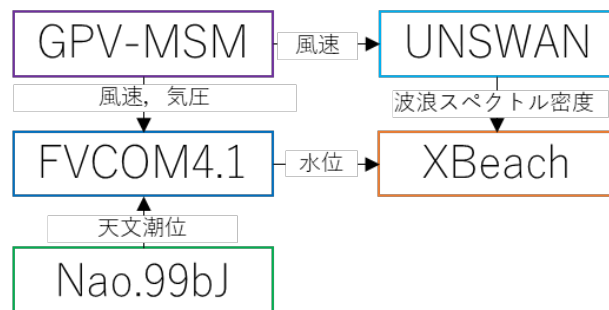 GPV-MSM
風速
UNSWAN
風速，気圧
波浪スペクトル密度
FVCOM4.1
水位
XBeach
天文潮位
Nao.99bJ